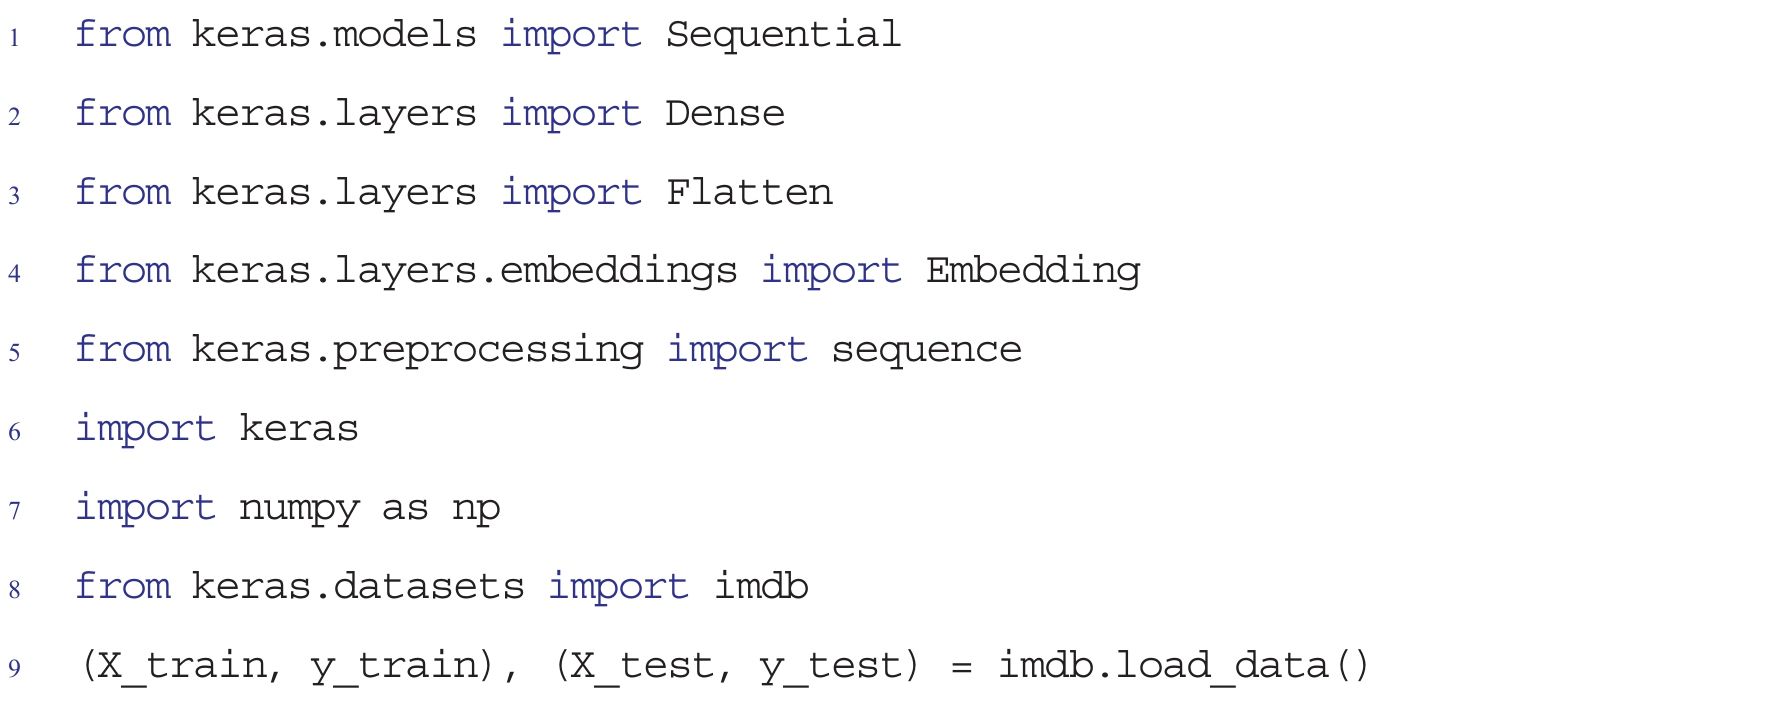 1 from keras.models import Sequential
2 from keras.layers import Dense
3 from keras.layers import Flatten
4 from keras.layers.embeddings import Embedding
5 from keras.preprocessing import sequence
6 import keras
7 import numpy as np
8 from keras.datasets import imdb
9 (X_train, y_train), (X_test, y_test) = imdb.load_data()